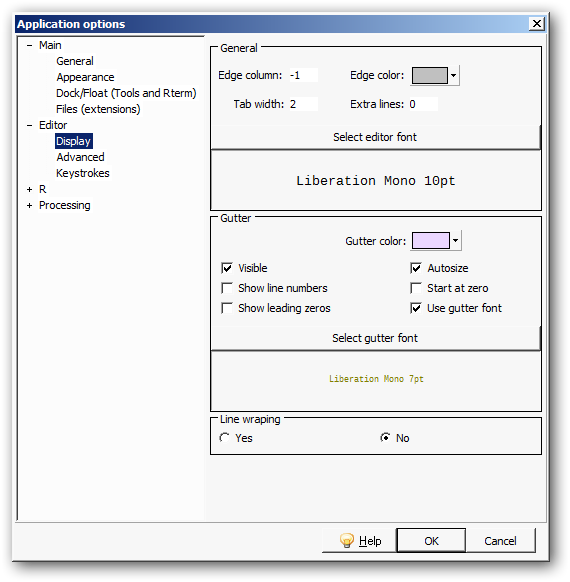 Application options
− Main
General
Appearance
Dock/Float (Tools and Rterm)
Files (extensions)
− Editor
Display
Advanced
Keystrokes
+ R
+ Processing
General
Edge column: -1 Edge color:
Tab width: 2 Extra lines: 0
Select editor font
Liberation Mono 10pt
Gutter
Gutter color:
Visible Autosize
Show line numbers Start at zero
Show leading zeros Use gutter font
Select gutter font
Liberation Mono 7pt
Line wraping
Yes No
Help OK Cancel